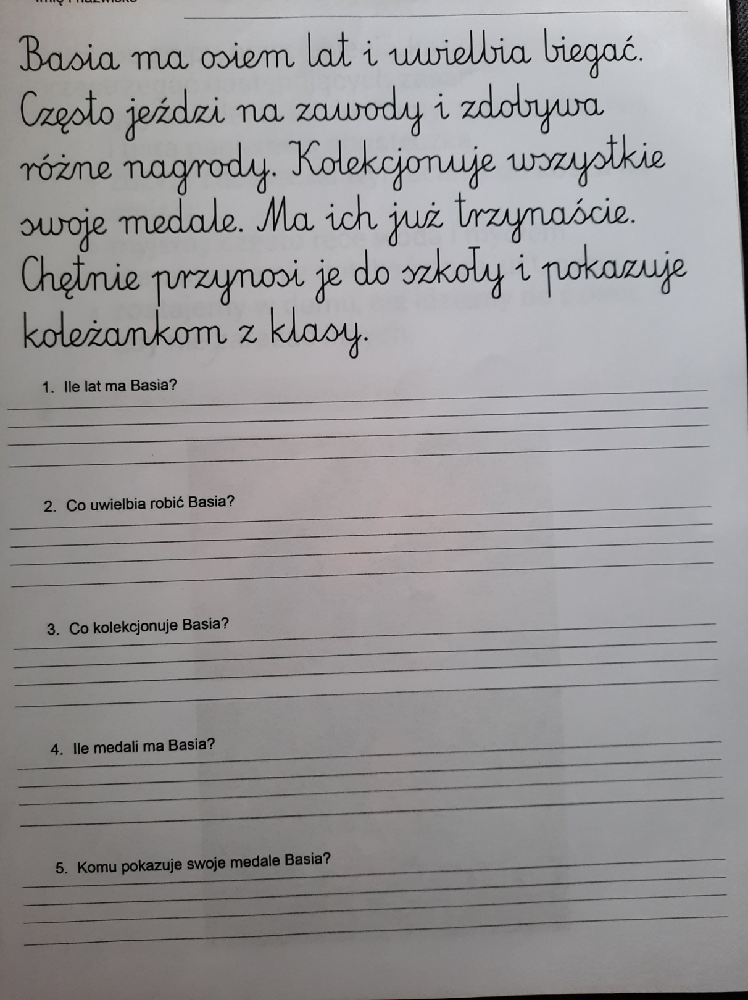 Imię i nazwisko
Basia ma osiem lat i uwielbia biegać.
Często jeździ na zawody i zdobywa
różne nagrody. Kolekcjonuje wszystkie
swoje medale. Ma ich już trzynaście.
Chętnie przynosi je do szkoły i pokazuje
koleżankom z klasy.
1. Ile lat ma Basia?
2. Co uwielbia robić Basia?
3. Co kolekcjonuje Basia?
4. Ile medali ma Basia?
5. Komu pokazuje swoje medale Basia?